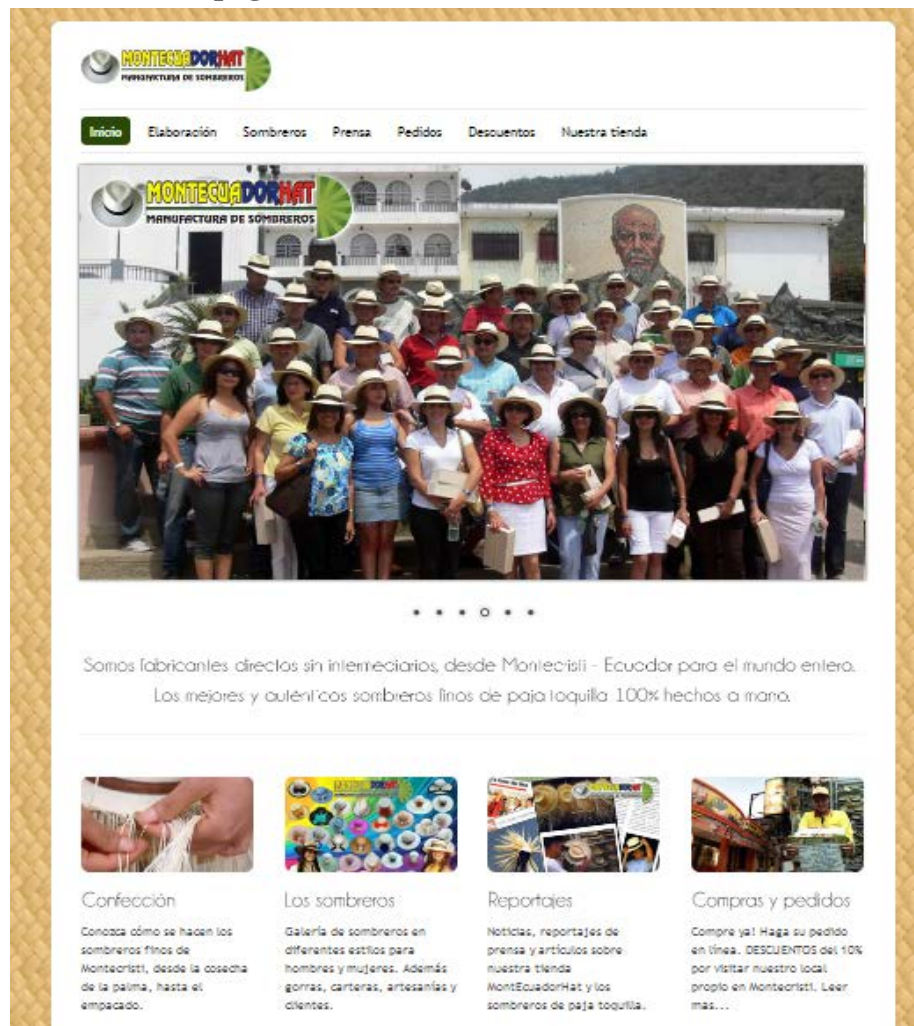 MONTECUADORHAT
MANUFACTURA DE SOMBREROS
Inicio Elaboración Sombreros Prensa Pedidos Descuentos Nuestra tienda
MONTECUADORHAT
MANUFACTURA DE SOMBREROS
Somos fabricantes directos sin intermediarios, desde Montecristi - Ecuador para el mundo entero.
Los mejores y auténticos sombreros finos de paja toquilla 100% hechos a mano.
MONTECUADORHAT
Confección
Conozca cómo se hacen los
sombreros finos de
Montecristi, desde la cosecha
de la palma, hasta el
empacado.
Los sombreros
Galería de sombreros en
diferentes estilos para
hombres y mujeres. Además
gorras, carteras, artesanías y
clientes.
Reportajes
Noticias, reportajes de
prensa y artículos sobre
nuestra tienda
MontEcuadorHat y los
sombreros de paja toquilla.
Compras y pedidos
Compre ya! Haga su pedido
en línea. DESCUENTOS del 10%
por visitar nuestro local
propio en Montecristi. Leer
mas...